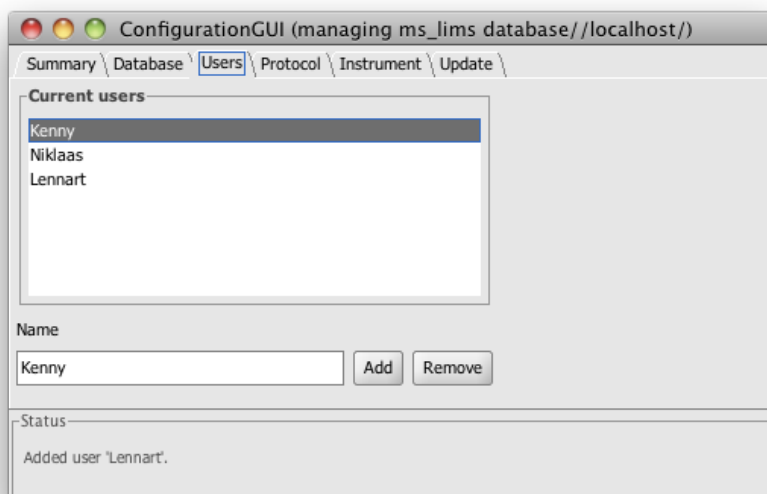 ConfigurationGUI (managing ms_lims database//localhost/)
Summary Database Users Protocol Instrument Update
Current users
Kenny
Niklaas
Lennart
Name
Kenny Add Remove
Status
Added user 'Lennart'.